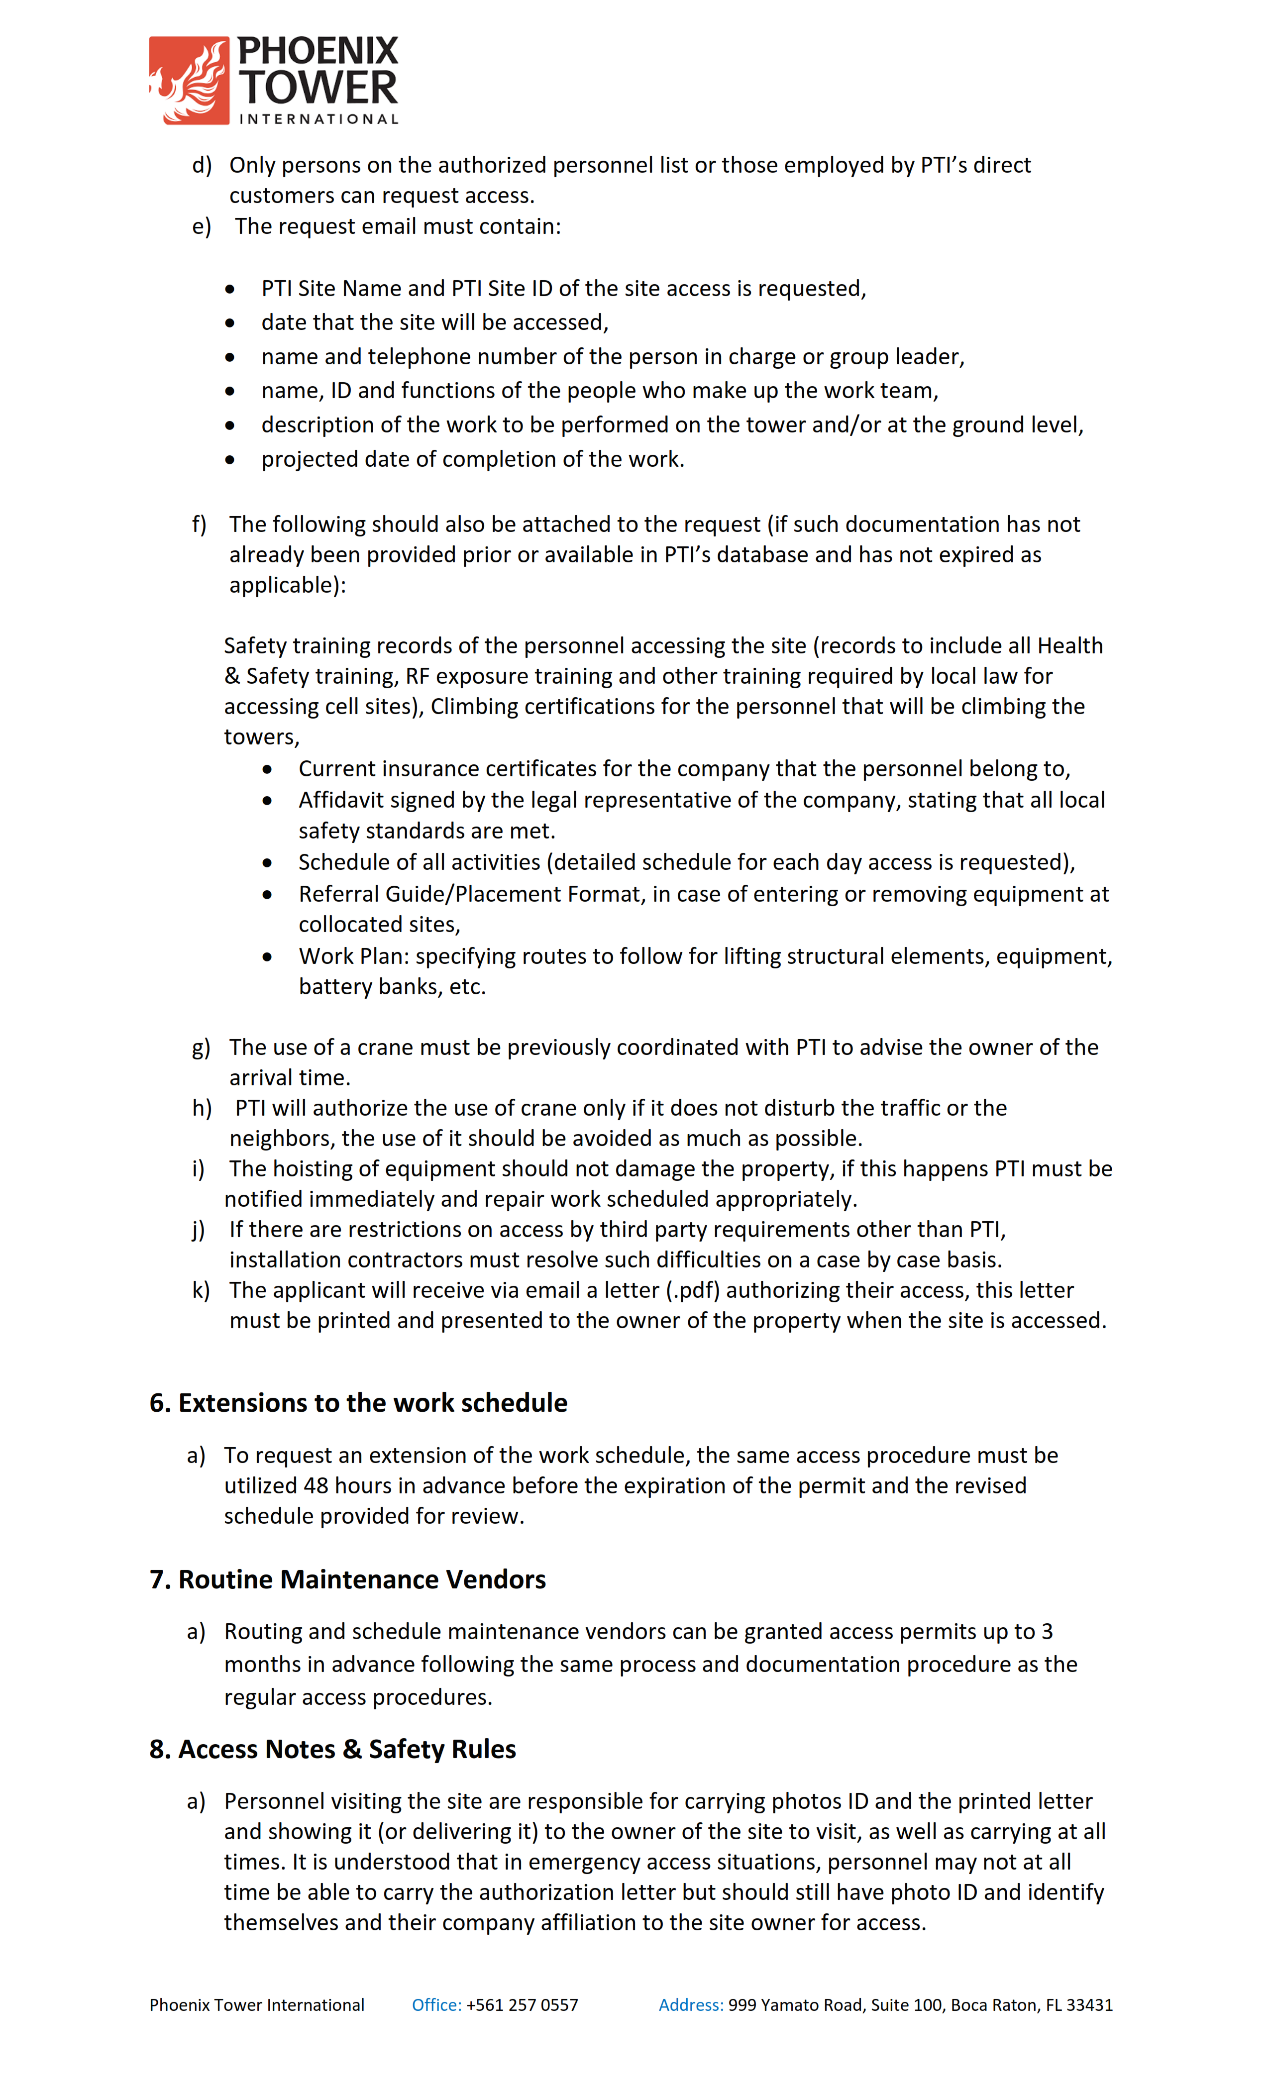 PHOENIX
TOWER
INTERNATIONAL
d) Only persons on the authorized personnel list or those employed by PTI’s direct
customers can request access.
e) The request email must contain:
• PTI Site Name and PTI Site ID of the site access is requested,
• date that the site will be accessed,
• name and telephone number of the person in charge or group leader,
• name, ID and functions of the people who make up the work team,
• description of the work to be performed on the tower and/or at the ground level,
• projected date of completion of the work.
f) The following should also be attached to the request (if such documentation has not
already been provided prior or available in PTI’s database and has not expired as
applicable):
Safety training records of the personnel accessing the site (records to include all Health
& Safety training, RF exposure training and other training required by local law for
accessing cell sites), Climbing certifications for the personnel that will be climbing the
towers,
• Current insurance certificates for the company that the personnel belong to,
• Affidavit signed by the legal representative of the company, stating that all local
safety standards are met.
• Schedule of all activities (detailed schedule for each day access is requested),
• Referral Guide/Placement Format, in case of entering or removing equipment at
collocated sites,
• Work Plan: specifying routes to follow for lifting structural elements, equipment,
battery banks, etc.
g) The use of a crane must be previously coordinated with PTI to advise the owner of the
arrival time.
h) PTI will authorize the use of crane only if it does not disturb the traffic or the
neighbors, the use of it should be avoided as much as possible.
i) The hoisting of equipment should not damage the property, if this happens PTI must be
notified immediately and repair work scheduled appropriately.
j) If there are restrictions on access by third party requirements other than PTI,
installation contractors must resolve such difficulties on a case by case basis.
k) The applicant will receive via email a letter (.pdf) authorizing their access, this letter
must be printed and presented to the owner of the property when the site is accessed.
6. Extensions to the work schedule
a) To request an extension of the work schedule, the same access procedure must be
utilized 48 hours in advance before the expiration of the permit and the revised
schedule provided for review.
7. Routine Maintenance Vendors
a) Routing and schedule maintenance vendors can be granted access permits up to 3
months in advance following the same process and documentation procedure as the
regular access procedures.
8. Access Notes & Safety Rules
a) Personnel visiting the site are responsible for carrying photos ID and the printed letter
and showing it (or delivering it) to the owner of the site to visit, as well as carrying at all
times. It is understood that in emergency access situations, personnel may not at all
time be able to carry the authorization letter but should still have photo ID and identify
themselves and their company affiliation to the site owner for access.
Phoenix Tower International Office: +561 257 0557 Address: 999 Yamato Road, Suite 100, Boca Raton, FL 33431